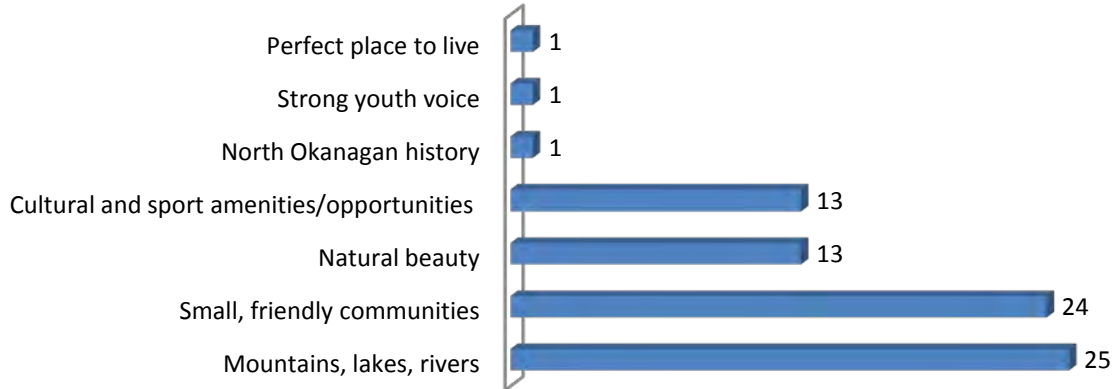 Perfect place to live 1
Strong youth voice 1
North Okanagan history 1
Cultural and sport amenities/opportunities 13
Natural beauty 13
Small, friendly communities 24
Mountains, lakes, rivers 25